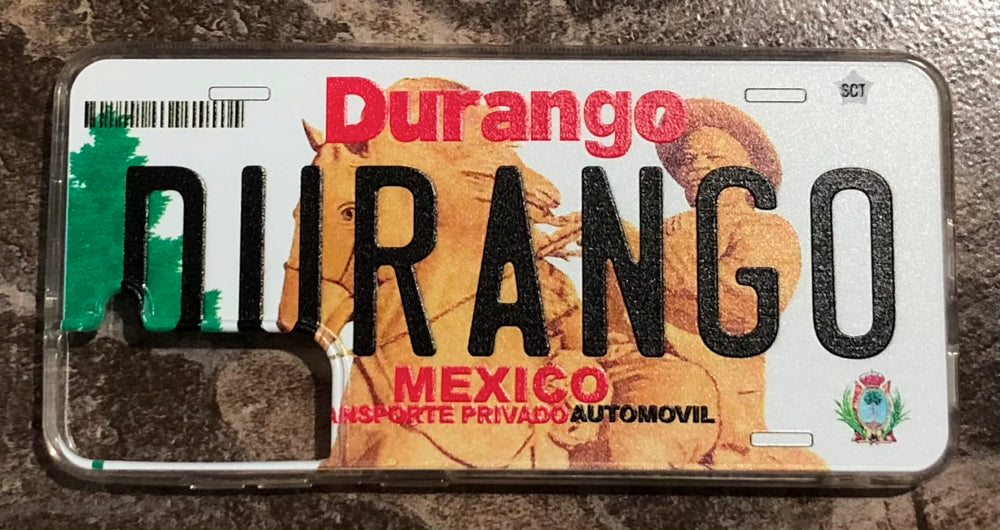 Durango
SCT
DURANGO
MEXICO
ANSPORTE PRIVADO AUTOMOVIL